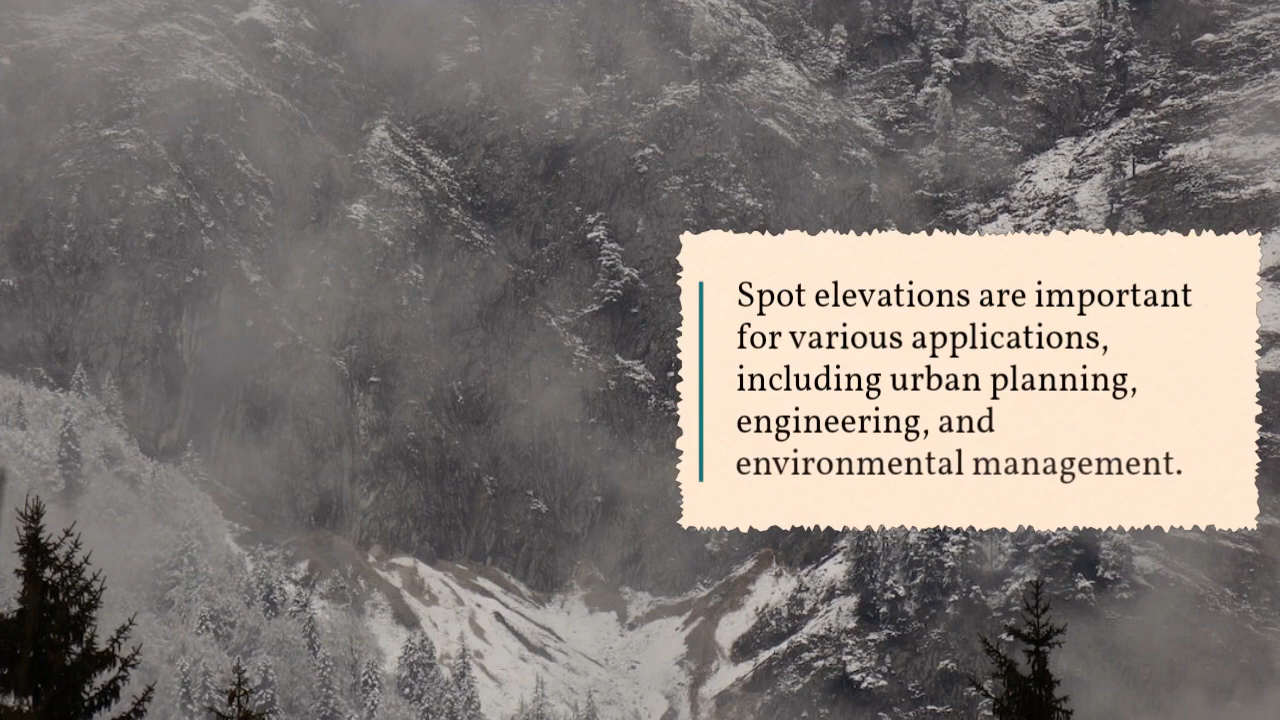 Spot elevations are important
for various applications,
including urban planning,
engineering, and
environmental management.